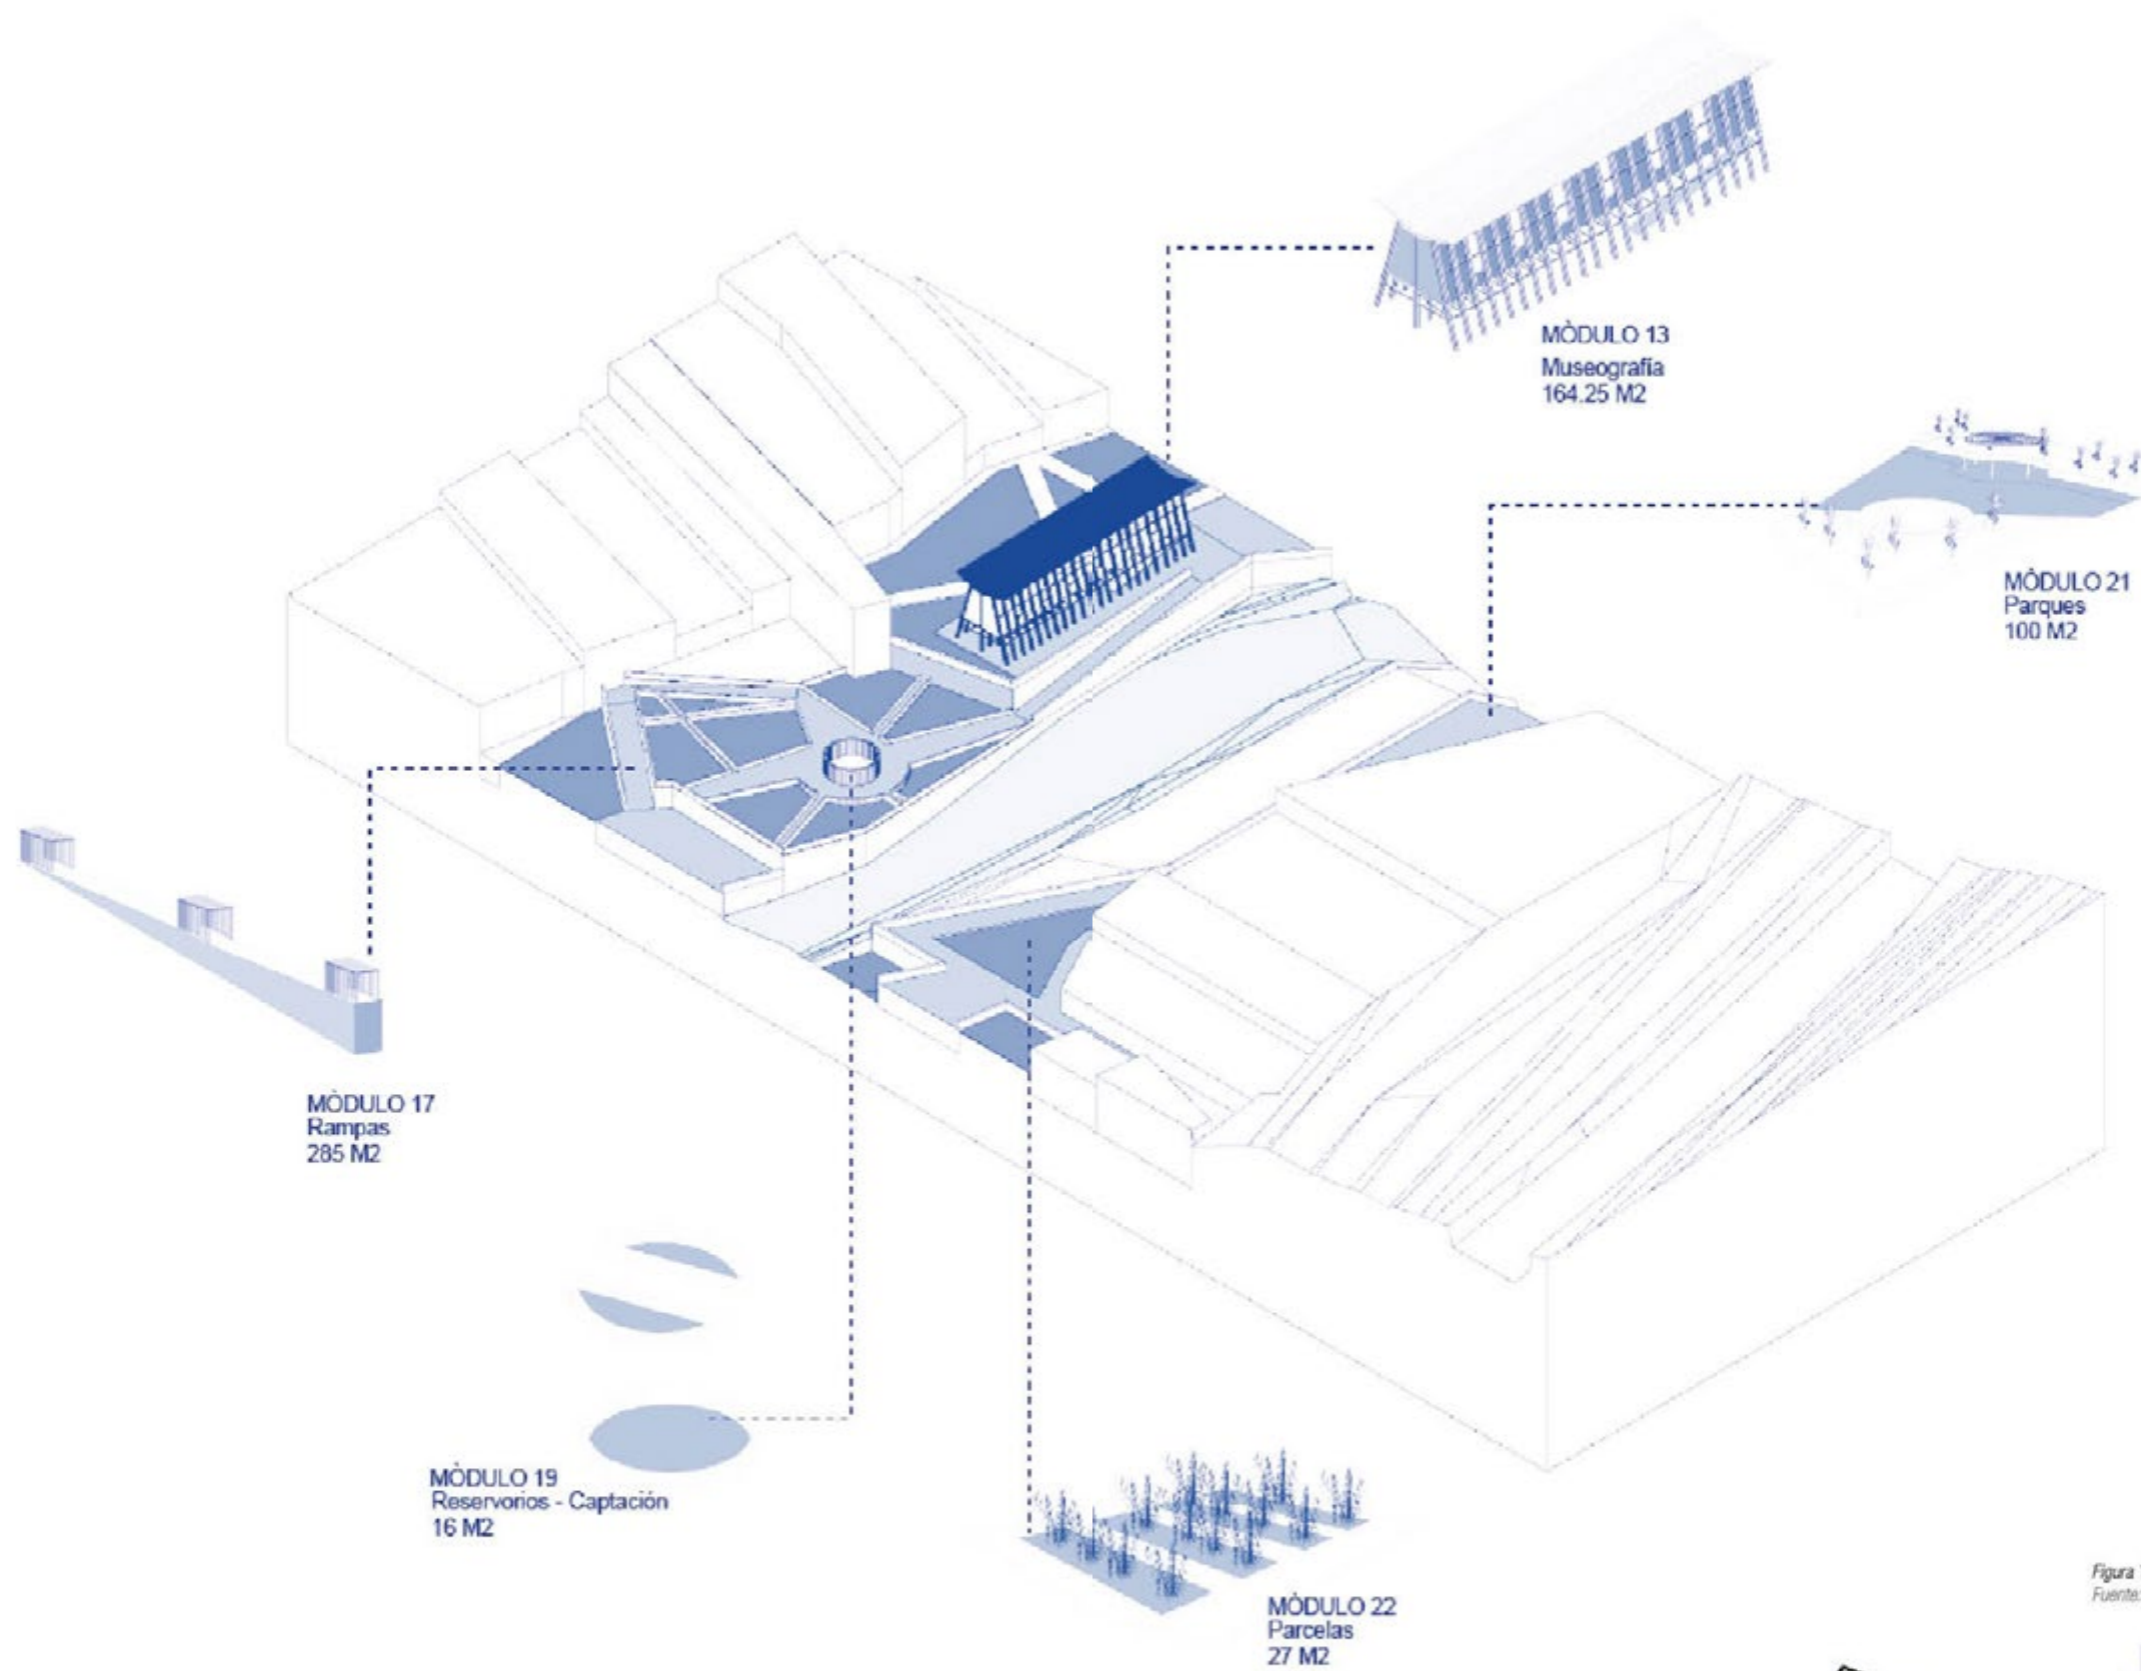 MÒDULO 13
Museografía
164.25 M2
MÒDULO 21
Parques
100 M2
MÒDULO 17
Rampas
285 M2
MÒDULO 19
Reservorios - Captación
16 M2
MÒDULO 22
Parcelas
27 M2
Figura
Fuente: